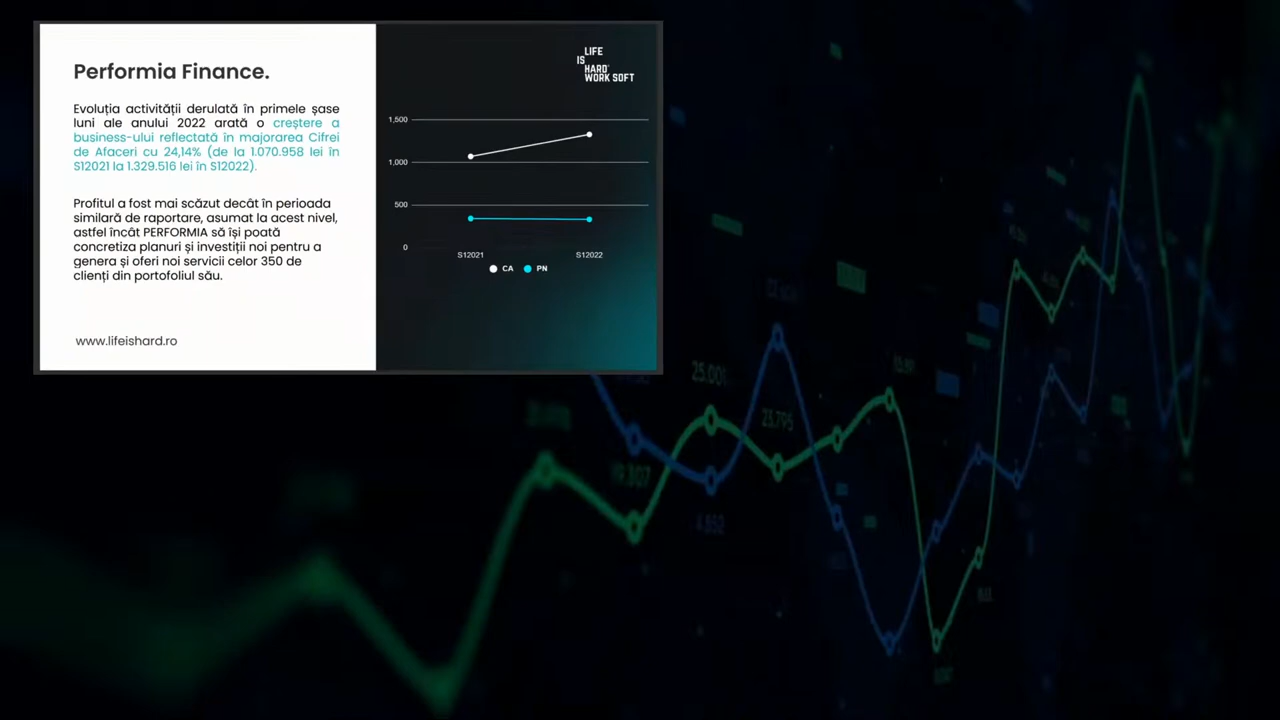 Performia Finance.
Evoluția activității derulată în primele șase
luni ale anului 2022 arată o creștere a
business-ului reflectată în majorarea Cifrei
de Afaceri cu 24,14% (de la 1.070.958 lei în
S12021 la 1.329.516 lei în S12022).
Profitul a fost mai scăzut decât în perioada
similară de raportare, asumat la acest nivel,
astfel încât PERFORMIA să își poată
concretiza planuri și investiții noi pentru a
genera și oferi noi servicii celor 350 de
clienți din portofoliul său.
www.lifeishard.ro
LIFE
IS
HARD
WORK SOFT
1,500
1,000
500
0
S12021 S12022
CA PN
23,795